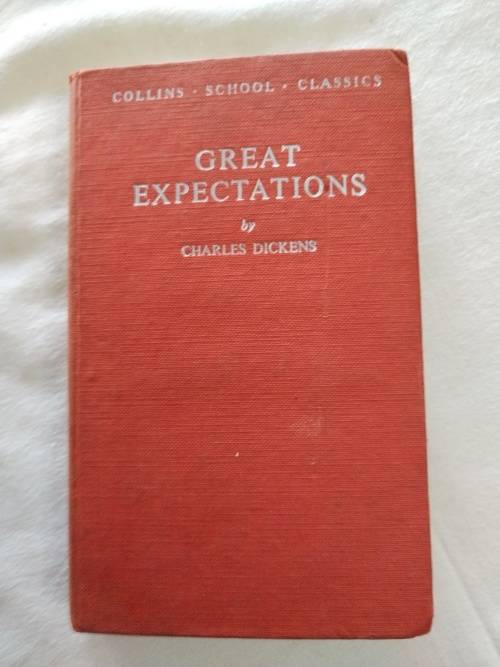 COLLINS · SCHOOL · CLASSICS
GREAT
EXPECTATIONS
by
CHARLES DICKENS